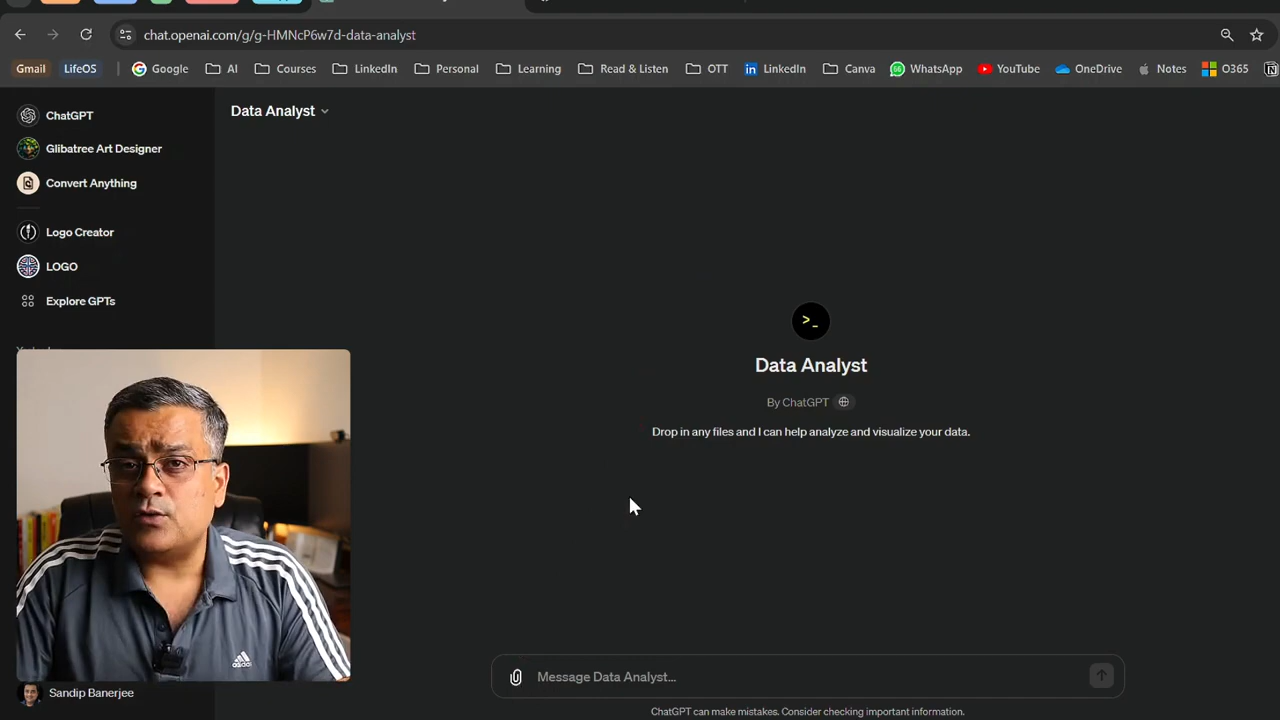 chat.openai.com/g/g-HMNcP6w7d-data-analyst
Gmail LifeOS Google AI Courses LinkedIn Personal Learning Read & Listen OTT LinkedIn Canva WhatsApp YouTube OneDrive Notes O365
ChatGPT
Data Analyst
Glibatree Art Designer
Convert Anything
Logo Creator
LOGO
Explore GPTs
>_
Data Analyst
By ChatGPT
Drop in any files and I can help analyze and visualize your data.
adidas
Message Data Analyst...
Sandip Banerjee
ChatGPT can make mistakes. Consider checking important information.